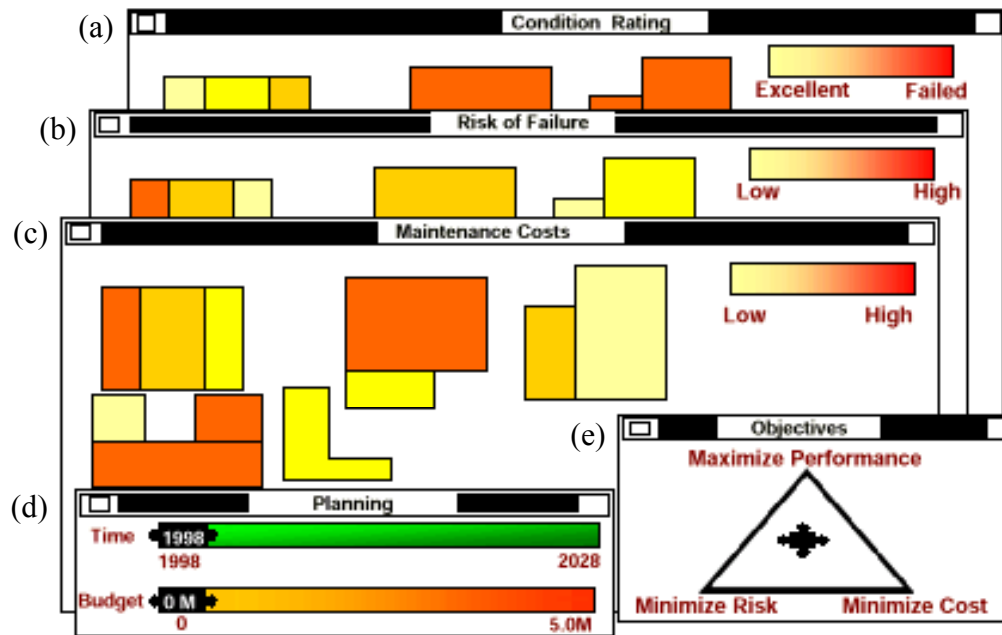 (a)
Condition Rating
Excellent Failed
(b)
Risk of Failure
Low High
(c)
Maintenance Costs
Low High
(e)
Objectives
Maximize Performance
Minimize Risk Minimize Cost
(d)
Planning
Time 1998
1998 2028
Budget 0 M
0 5.0M